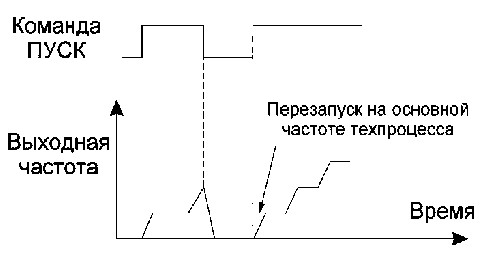 Команда
ПУСК
Перезапуск на основной
частоте техпроцесса
Выходная
частота
Время